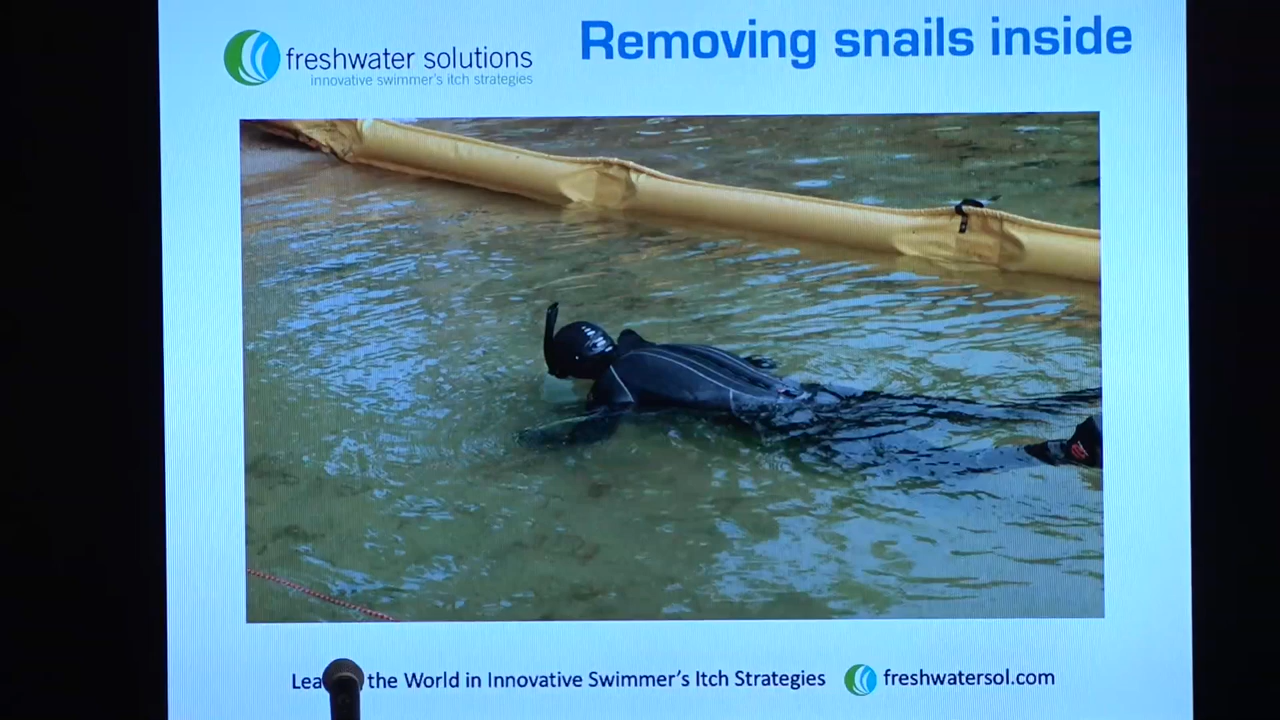 Removing snails inside
freshwater solutions
innovative swimmer's itch strategies
the World in Innovative Swimmer's Itch Strategies
freshwatersol.com